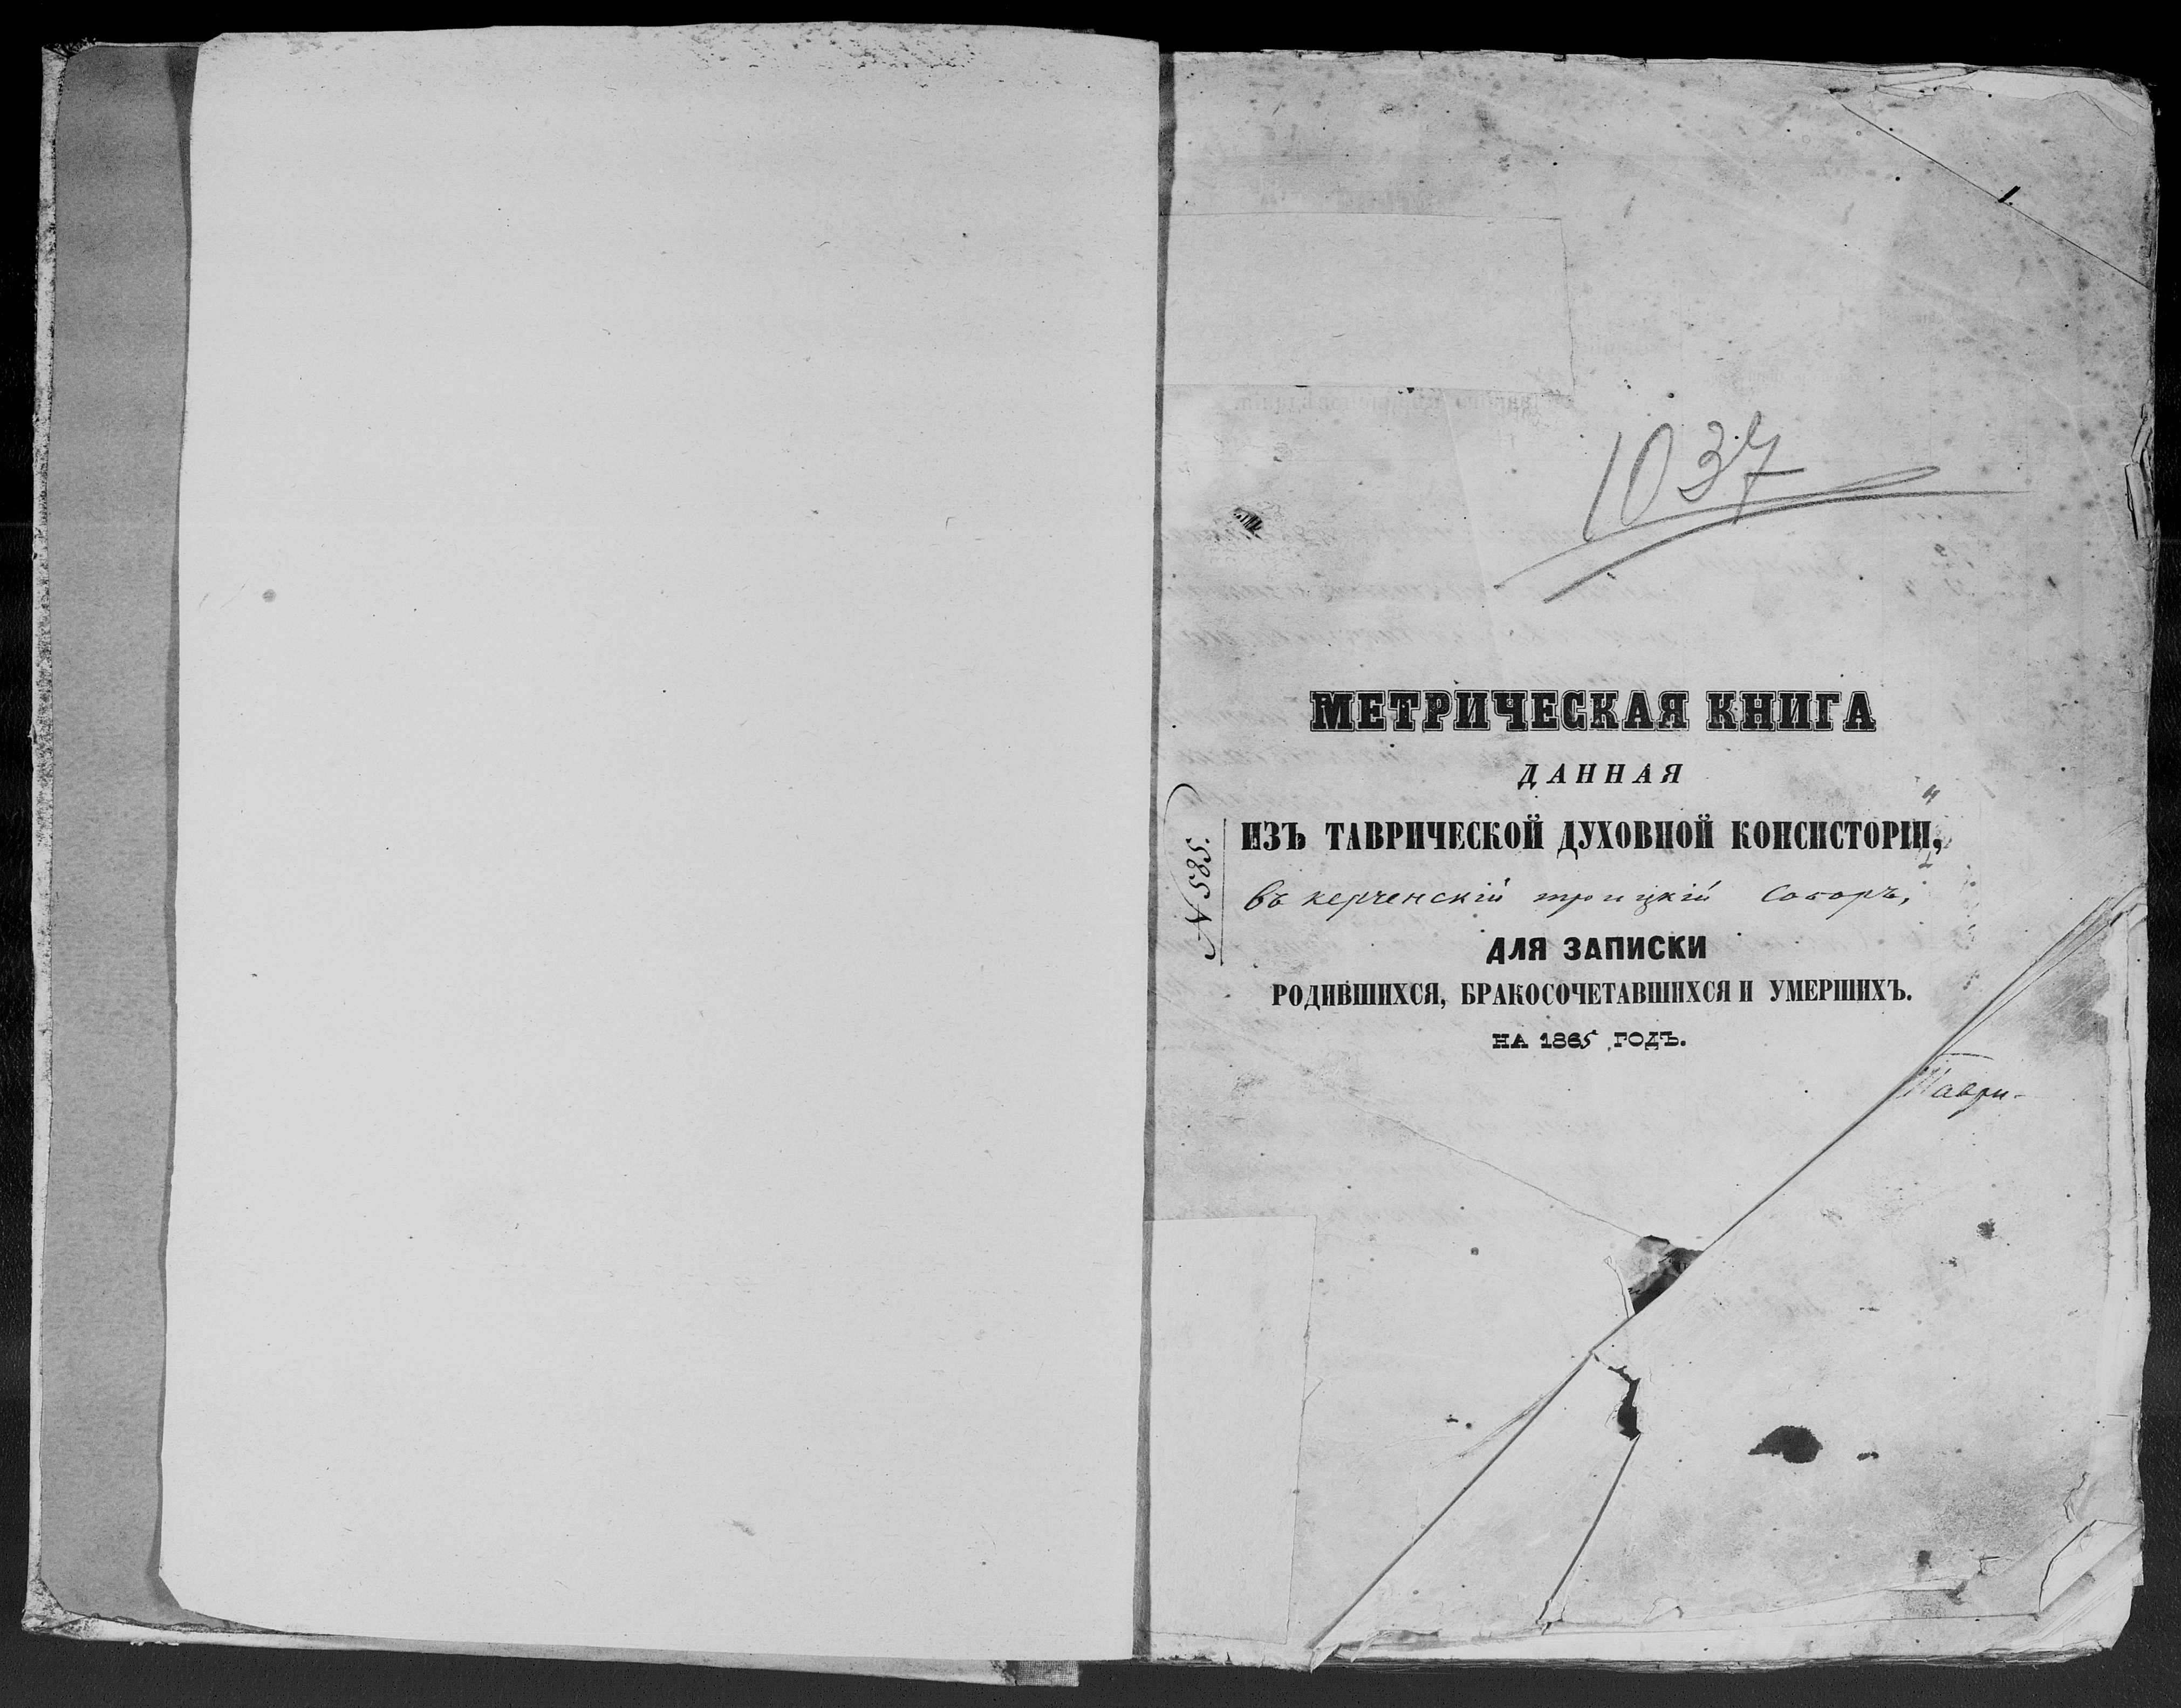 1
1037
МЕТРИЧЕСКАЯ КНИГА
ДАННАЯ
ИЗЪ ТАВРИЧЕСКОЙ ДУХОВНОЙ КОНСИСТОРІИ,
въ керченскій троицкій Соборъ,
ДЛЯ ЗАПИСКИ
РОДИВШИХСЯ, БРАКОСОЧЕТАВШИХСЯ И УМЕРШИХЪ.
НА 1865 ГОДЪ.
Таври-
№ 585.